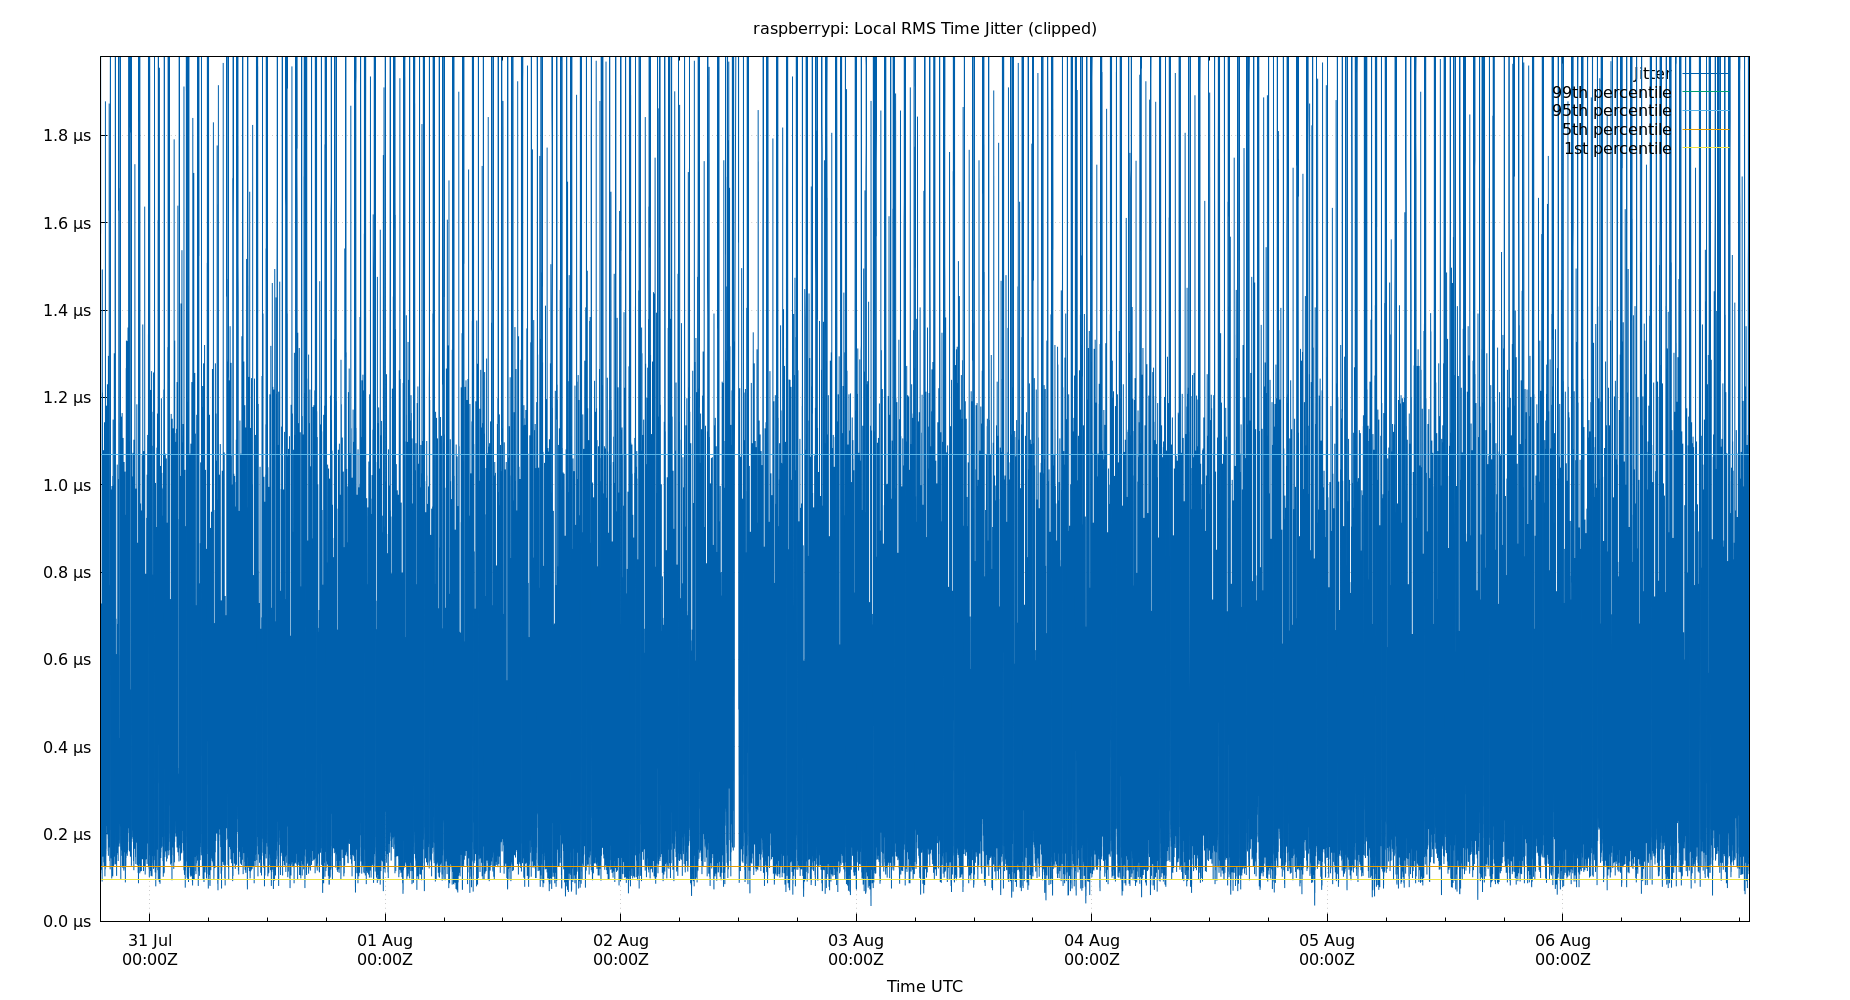 raspberrypi: Local RMS Time Jitter (clipped)
jitter
99th percentile
95th percentile
5th percentile
1st percentile
1.8 µs
1.6 µs
1.4 µs
1.2 µs
1.0 µs
0.8 µs
0.6 µs
0.4 µs
0.2 µs
0.0 µs
31 Jul 01 Aug 02 Aug 03 Aug 04 Aug 05 Aug 06 Aug
00:00Z 00:00Z 00:00Z 00:00Z 00:00Z 00:00Z 00:00Z
Time UTC